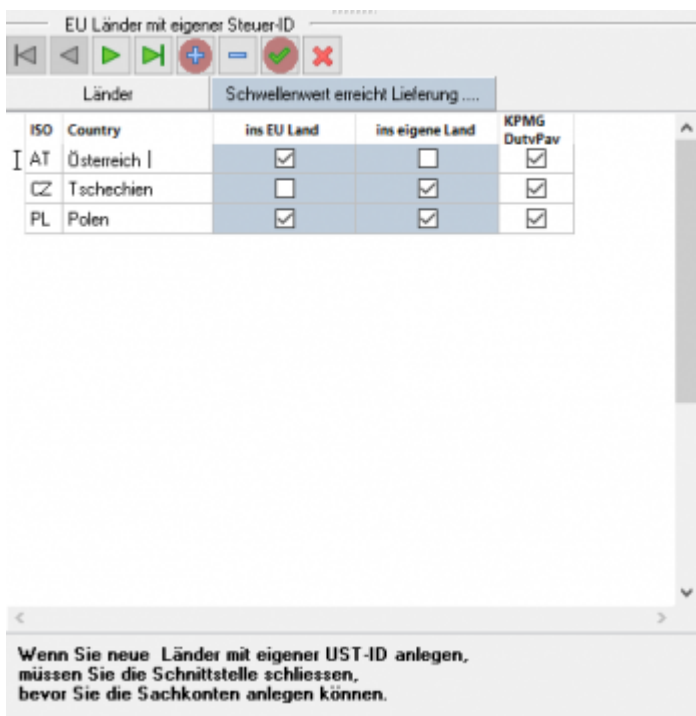 EU Länder mit eigener Steuer-ID
Länder Schwellenwert erreicht Lieferung ....
ISO Country ins EU Land ins eigene Land KPMG DutyPay
AT Österreich
CZ Tschechien
PL Polen
Wenn Sie neue Länder mit eigener UST-ID anlegen,
müssen Sie die Schnittstelle schliessen,
bevor Sie die Sachkonten anlegen können.